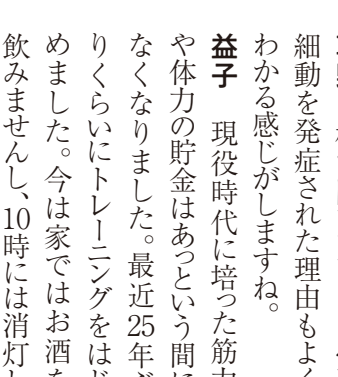 細動を発症された理由もよく
わかる感じがしますね。
益子　現役時代に培った筋力
や体力の貯金はあっという間に
なくなりました。最近25年ぶ
りくらいにトレーニングをはじ
めました。今は家ではお酒を
飲みませんし、10時には消灯し